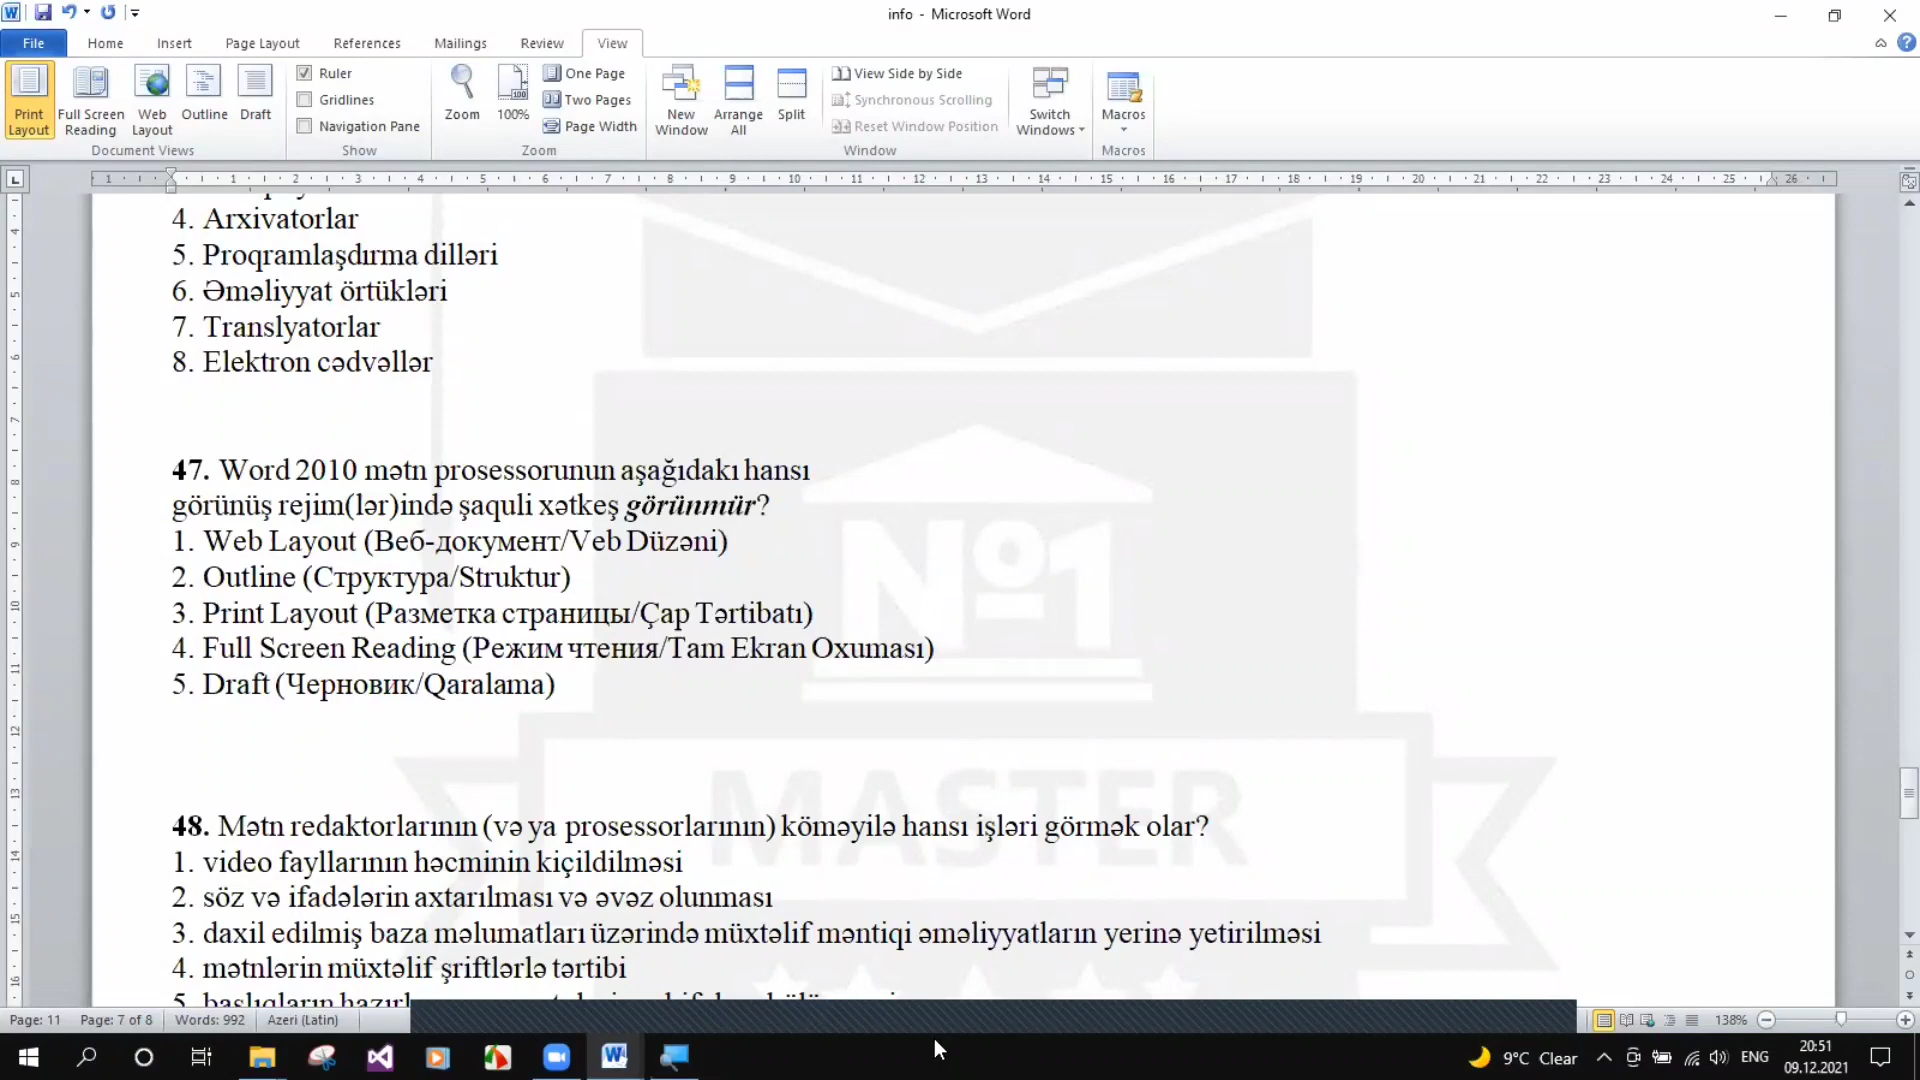 info - Microsoft Word
File Home Insert Page Layout References Mailings Review View
Print Layout
Full Screen Reading
Web Layout
Outline
Draft
Document Views
Ruler
Gridlines
Navigation Pane
Show
Zoom
100%
One Page
Two Pages
Page Width
Zoom
New Window
Arrange All
Split
View Side by Side
Synchronous Scrolling
Reset Window Position
Window
Switch Windows
Macros
Macros
4. Arxivatorlar
5. Proqramlaşdırma dilləri
6. Əməliyyat örtükləri
7. Translyatorlar
8. Elektron cədvəllər
47. Word 2010 mətn prosessorunun aşağıdakı hansı
görünüş rejim(lər)ində şaquli xətkeş görünmür?
1. Web Layout (Веб-документ/Veb Düzəni)
2. Outline (Структура/Struktur)
3. Print Layout (Разметка страницы/Çap Tərtibatı)
4. Full Screen Reading (Режим чтения/Tam Ekran Oxuması)
5. Draft (Черновик/Qaralama)
№1
MASTER
48. Mətn redaktorlarının (və ya prosessorlarının) köməyilə hansı işləri görmək olar?
1. video fayllarının həcminin kiçildilməsi
2. söz və ifadələrin axtarılması və əvəz olunması
3. daxil edilmiş baza məlumatları üzərində müxtəlif məntiqi əməliyyatların yerinə yetirilməsi
4. mətnlərin müxtəlif şriftlərlə tərtibi
Page: 11 Page: 7 of 8 Words: 992 Azeri (Latin) 138%
9°C Clear ENG 20:51
09.12.2021